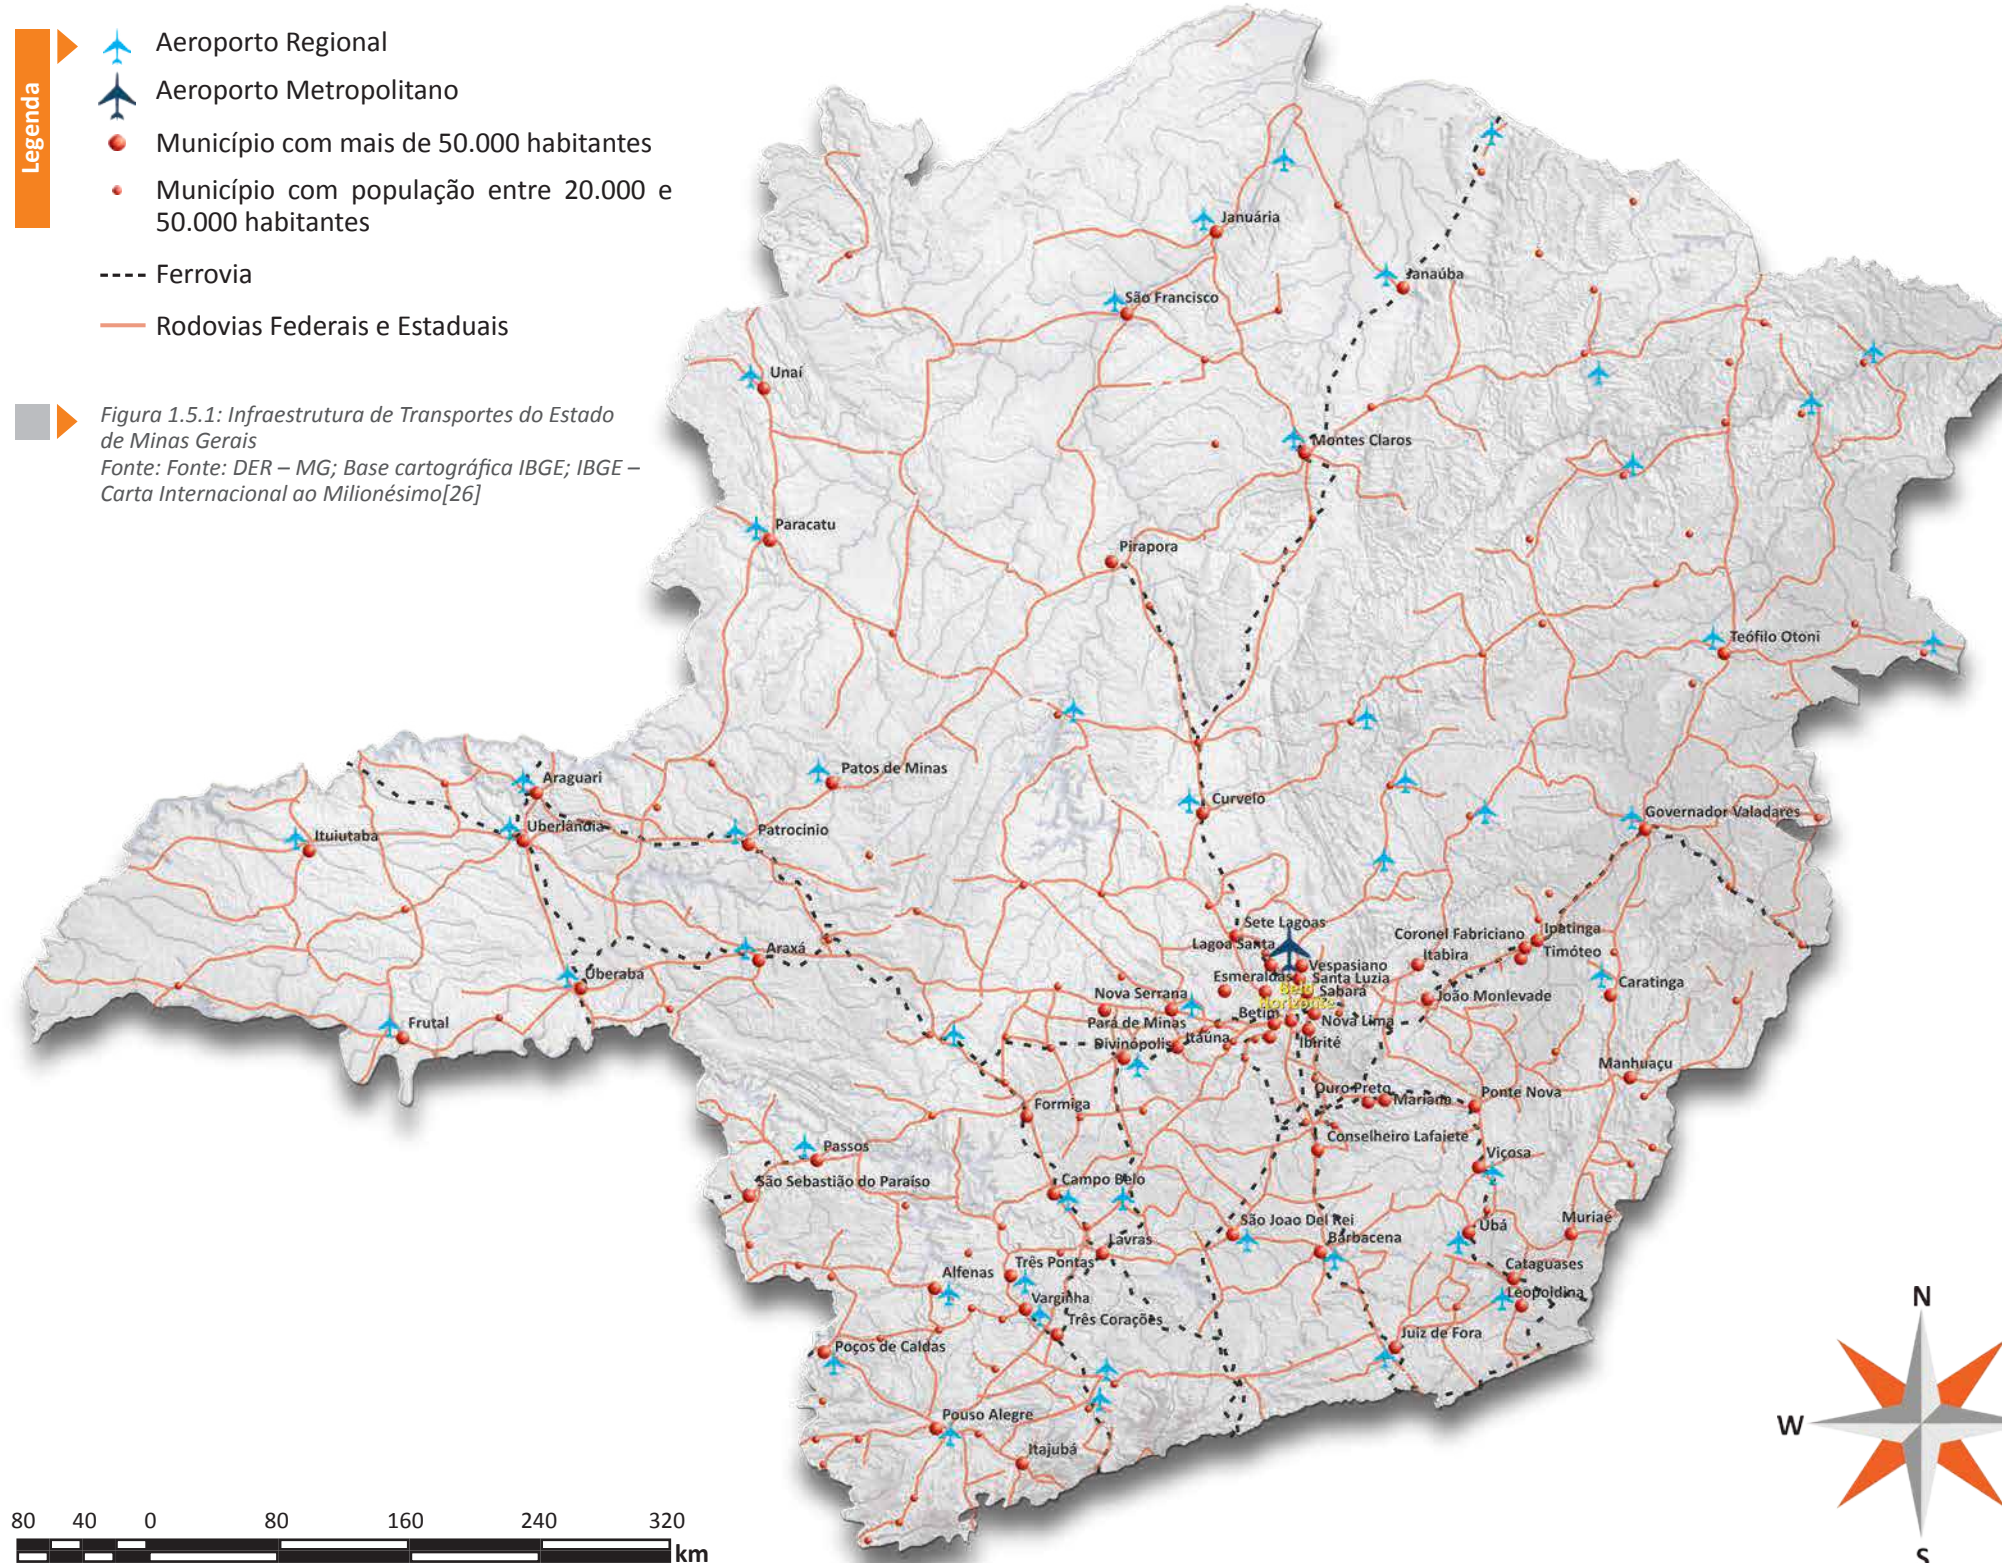 Legenda
Aeroporto Regional
Aeroporto Metropolitano
Município com mais de 50.000 habitantes
Município com população entre 20.000 e
50.000 habitantes
Ferrovia
Rodovias Federais e Estaduais
Figura 1.5.1: Infraestrutura de Transportes do Estado
de Minas Gerais
Fonte: Fonte: DER – MG; Base cartográfica IBGE; IBGE –
Carta Internacional ao Milionésimo[26]
Januária
Janaúba
São Francisco
Unaí
Montes Claros
Paracatu
Pirapora
Teófilo Otoni
Patos de Minas
Araguari
Curvelo
Governador Valadares
Uberlândia
Patrocínio
Ituiutaba
Sete Lagoas
Ipatinga
Coronel Fabriciano
Lagoa Santa
Araxá
Itabira
Timóteo
Vespasiano
Esmeraldas
Santa Luzia
Uberaba
Caratinga
Belo
Horizonte
Sabará
Nova Serrana
João Monlevade
Betim
Frutal
Pará de Minas
Nova Lima
Itaúna
Divinópolis
Ibirité
Manhuaçu
Ouro Preto
Ponte Nova
Mariana
Formiga
Conselheiro Lafaiete
Passos
Viçosa
Campo Belo
São Sebastião do Paraíso
Muriaé
São Joao Del Rei
Ubá
Barbacena
Lavras
Três Pontas
Cataguases
Alfenas
Leopoldina
Varginha
Três Corações
Juiz de Fora
Poços de Caldas
Pouso Alegre
Itajubá
N
W
S
80 40 0 80 160 240 320
km